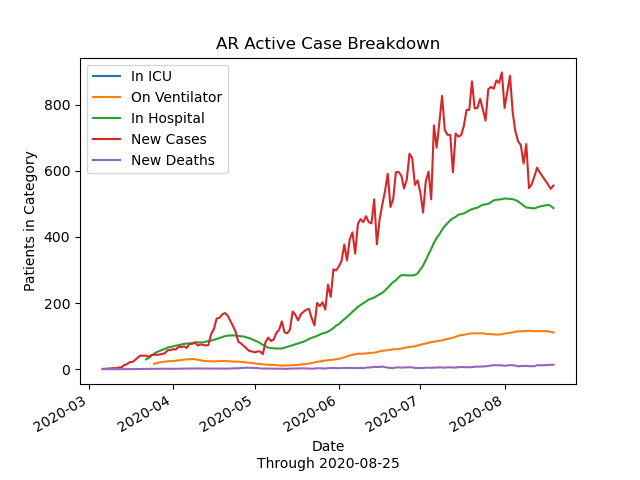 AR Active Case Breakdown
In ICU
On Ventilator
In Hospital
New Cases
New Deaths
Patients in Category
800
600
400
200
0
2020-03
2020-04
2020-05
2020-06
2020-07
2020-08
Date
Through 2020-08-25